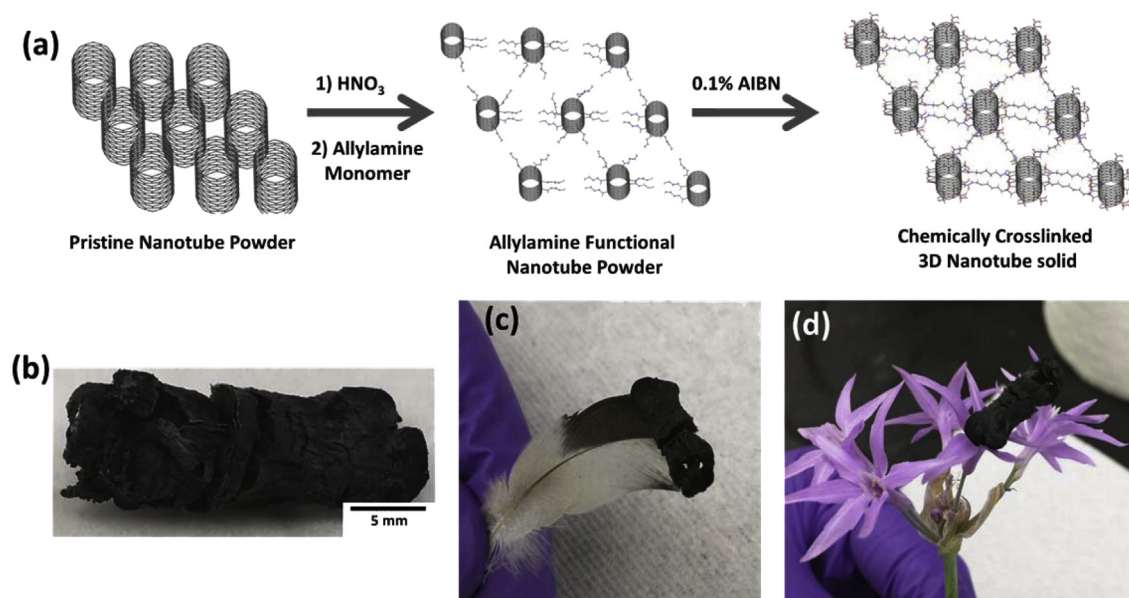 (a)
1) HNO3
2) Allylamine
Monomer
0.1% AIBN
Pristine Nanotube Powder
Allylamine Functional
Nanotube Powder
Chemically Crosslinked
3D Nanotube solid
(b)
5 mm
(c)
(d)